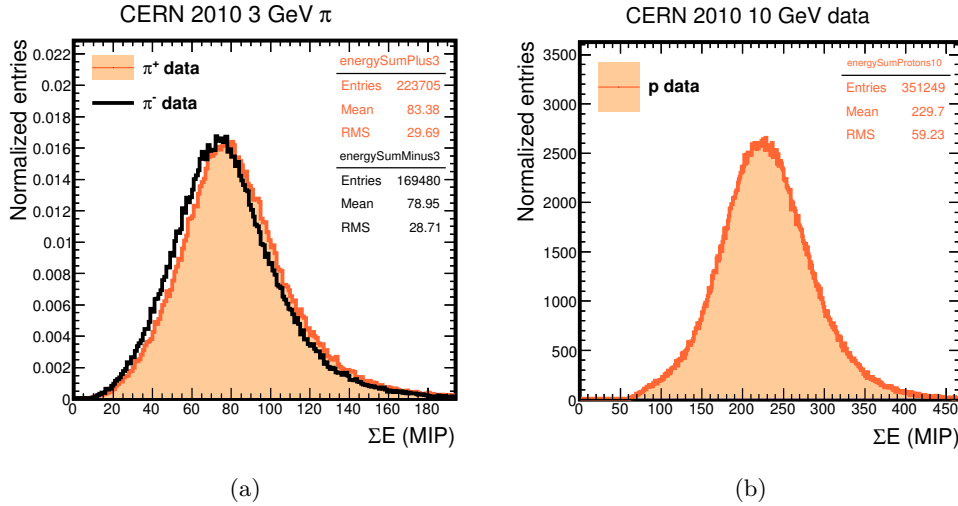 CERN 2010 3 GeV π
Normalized entries
0.022
0.02
0.018
0.016
0.014
0.012
0.01
0.008
0.006
0.004
0.002
0
π+ data
π- data
energySumPlus3
Entries 223705
Mean 83.38
RMS 29.69
energySumMinus3
Entries 169480
Mean 78.95
RMS 28.71
0 20 40 60 80 100 120 140 160 180
ΣE (MIP)
(a)
CERN 2010 10 GeV data
Normalized entries
3500
3000
2500
2000
1500
1000
500
0
p data
energySumProtons10
Entries 351249
Mean 229.7
RMS 59.23
0 50 100 150 200 250 300 350 400 450
ΣE (MIP)
(b)